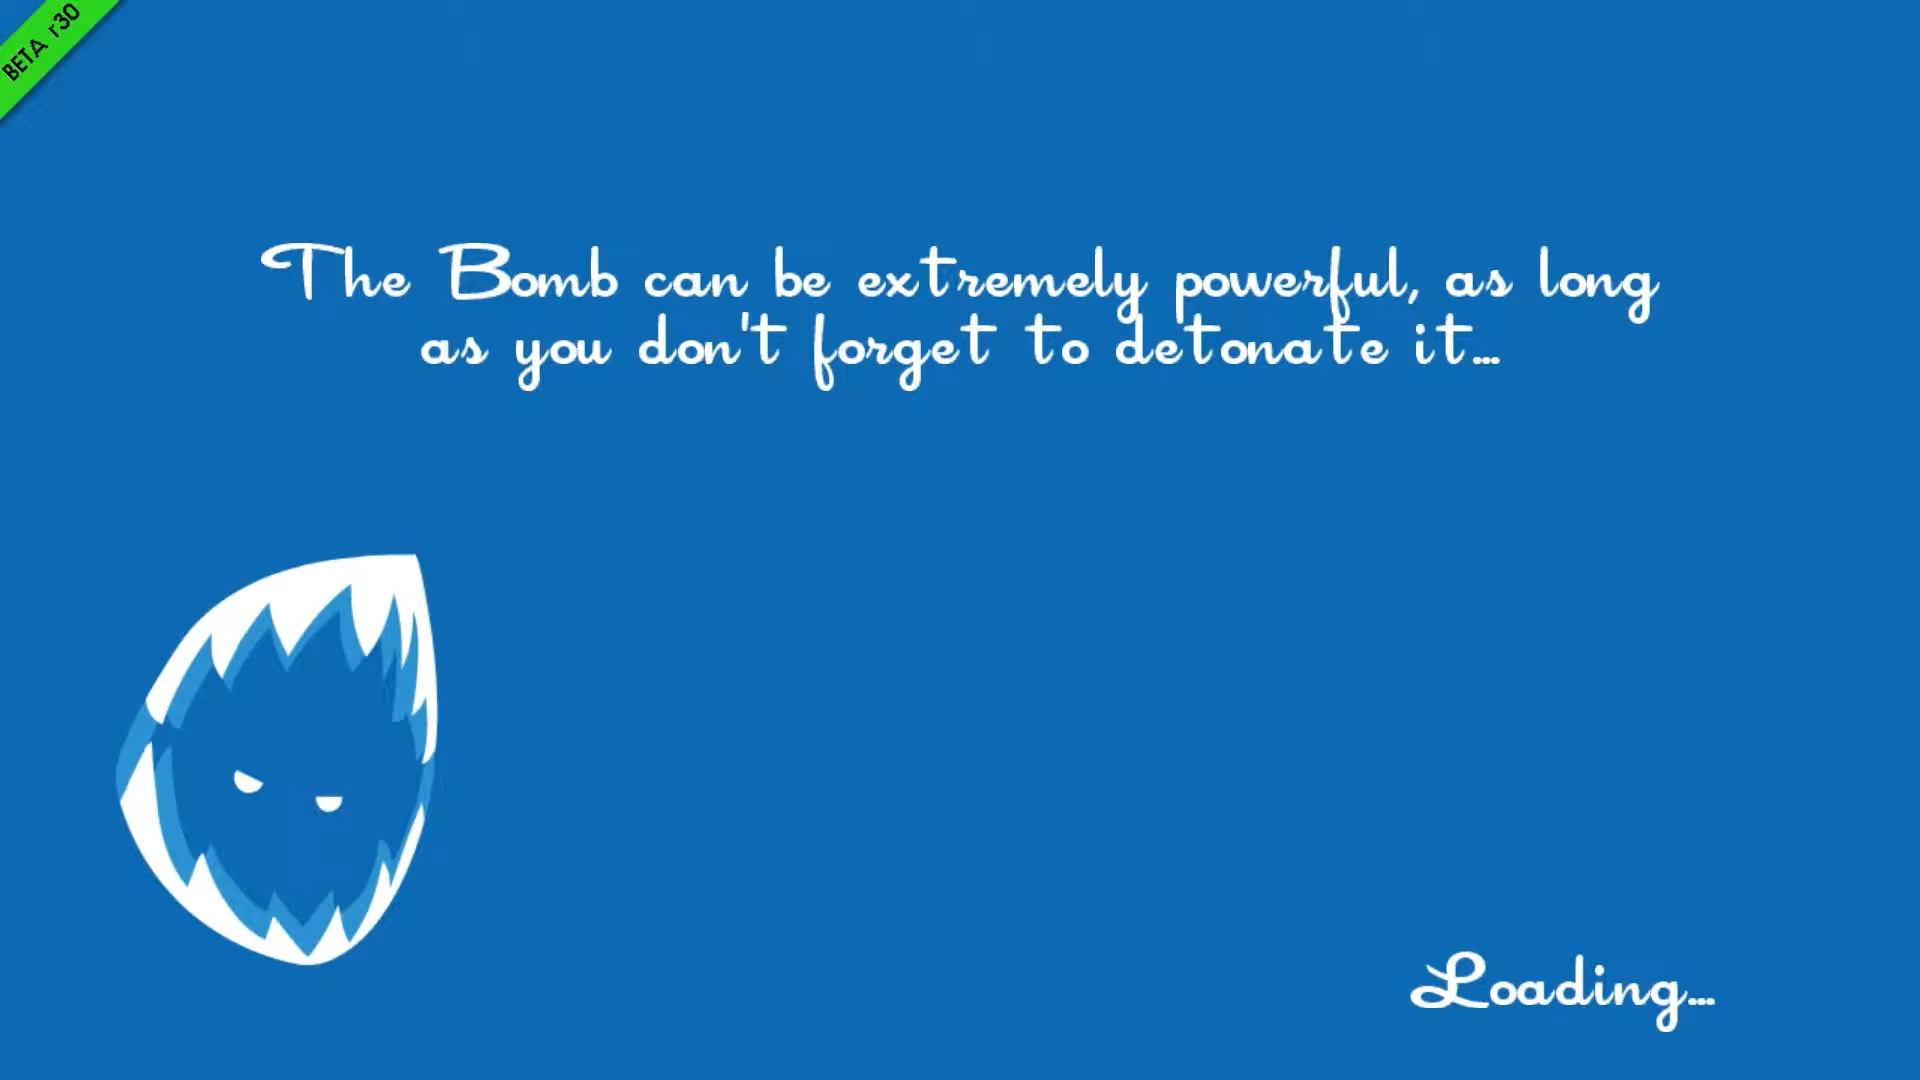 BETA r30
The Bomb can be extremely powerful, as long
as you don't forget to detonate it...
Loading...